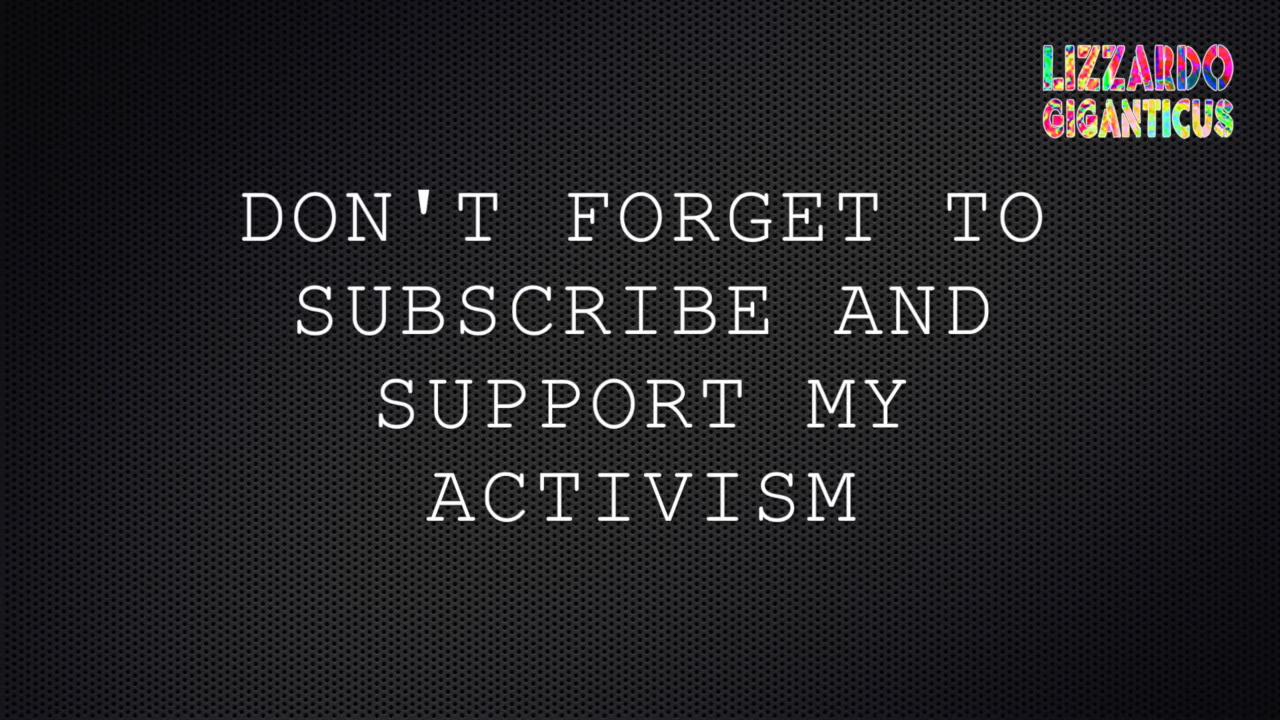 LIZZARDO
GIGANTICUS
DON'T FORGET TO
SUBSCRIBE AND
SUPPORT MY
ACTIVISM